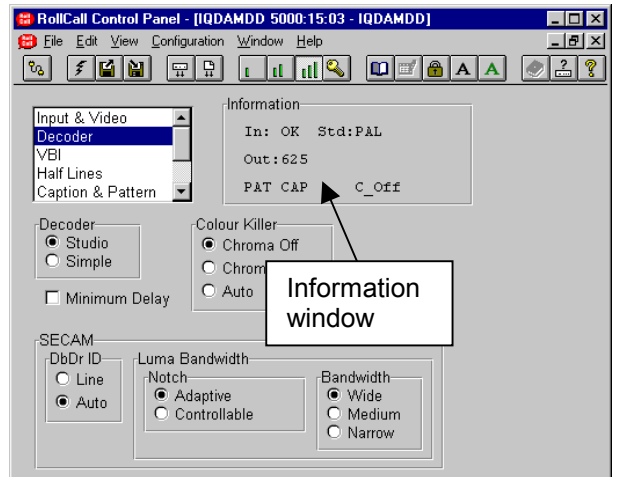 RollCall Control Panel - [IQDAMDD 5000:15:03 - IQDAMDD]
File Edit View Configuration Window Help
A A
Input & Video
Decoder
VBI
Half Lines
Caption & Pattern
Information
In: OK Std:PAL
Out:625
PAT CAP C_Off
Decoder
Studio
Simple
Minimum Delay
Colour Killer
Chroma Off
Chrom
Auto
Information
window
SECAM
DbDr ID
Line
Auto
Luma Bandwidth
Notch
Adaptive
Controllable
Bandwidth
Wide
Medium
Narrow